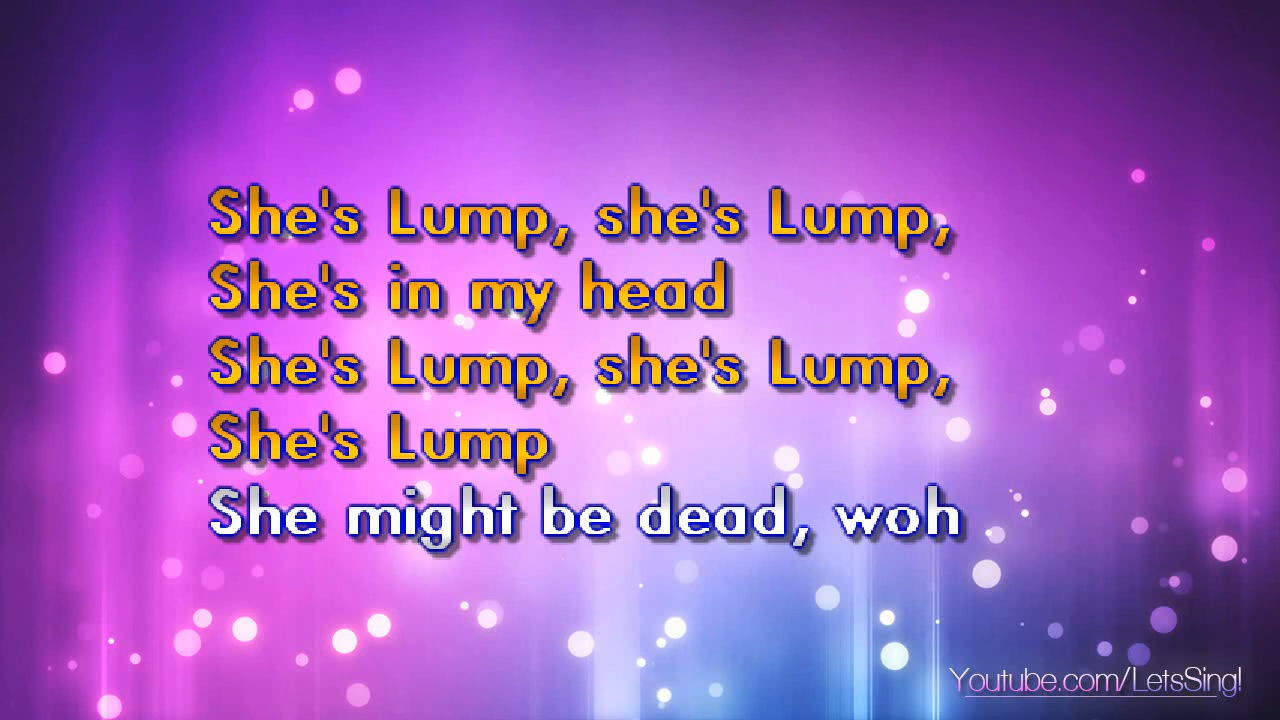 She's Lump, she's Lump,
She's in my head
She's Lump, she's Lump,
She's Lump
She might be dead, woh
Youtube.com/LetsSing!